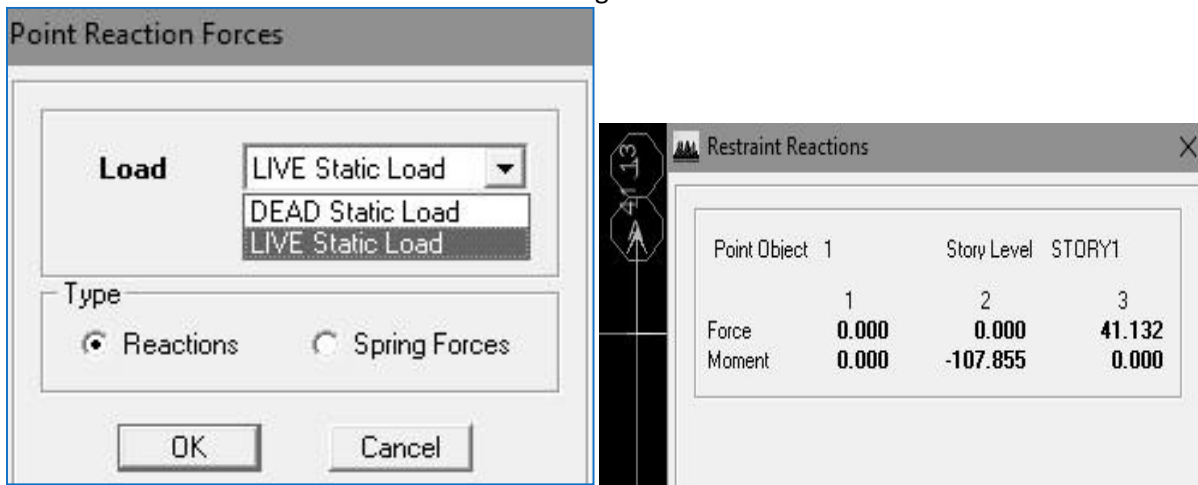 Point Reaction Forces
Load
LIVE Static Load
DEAD Static Load
LIVE Static Load
Type
Reactions
Spring Forces
OK
Cancel
41.13
Restraint Reactions
X
Point Object 1 Story Level STORY1
1 2 3
Force 0.000 0.000 41.132
Moment 0.000 -107.855 0.000